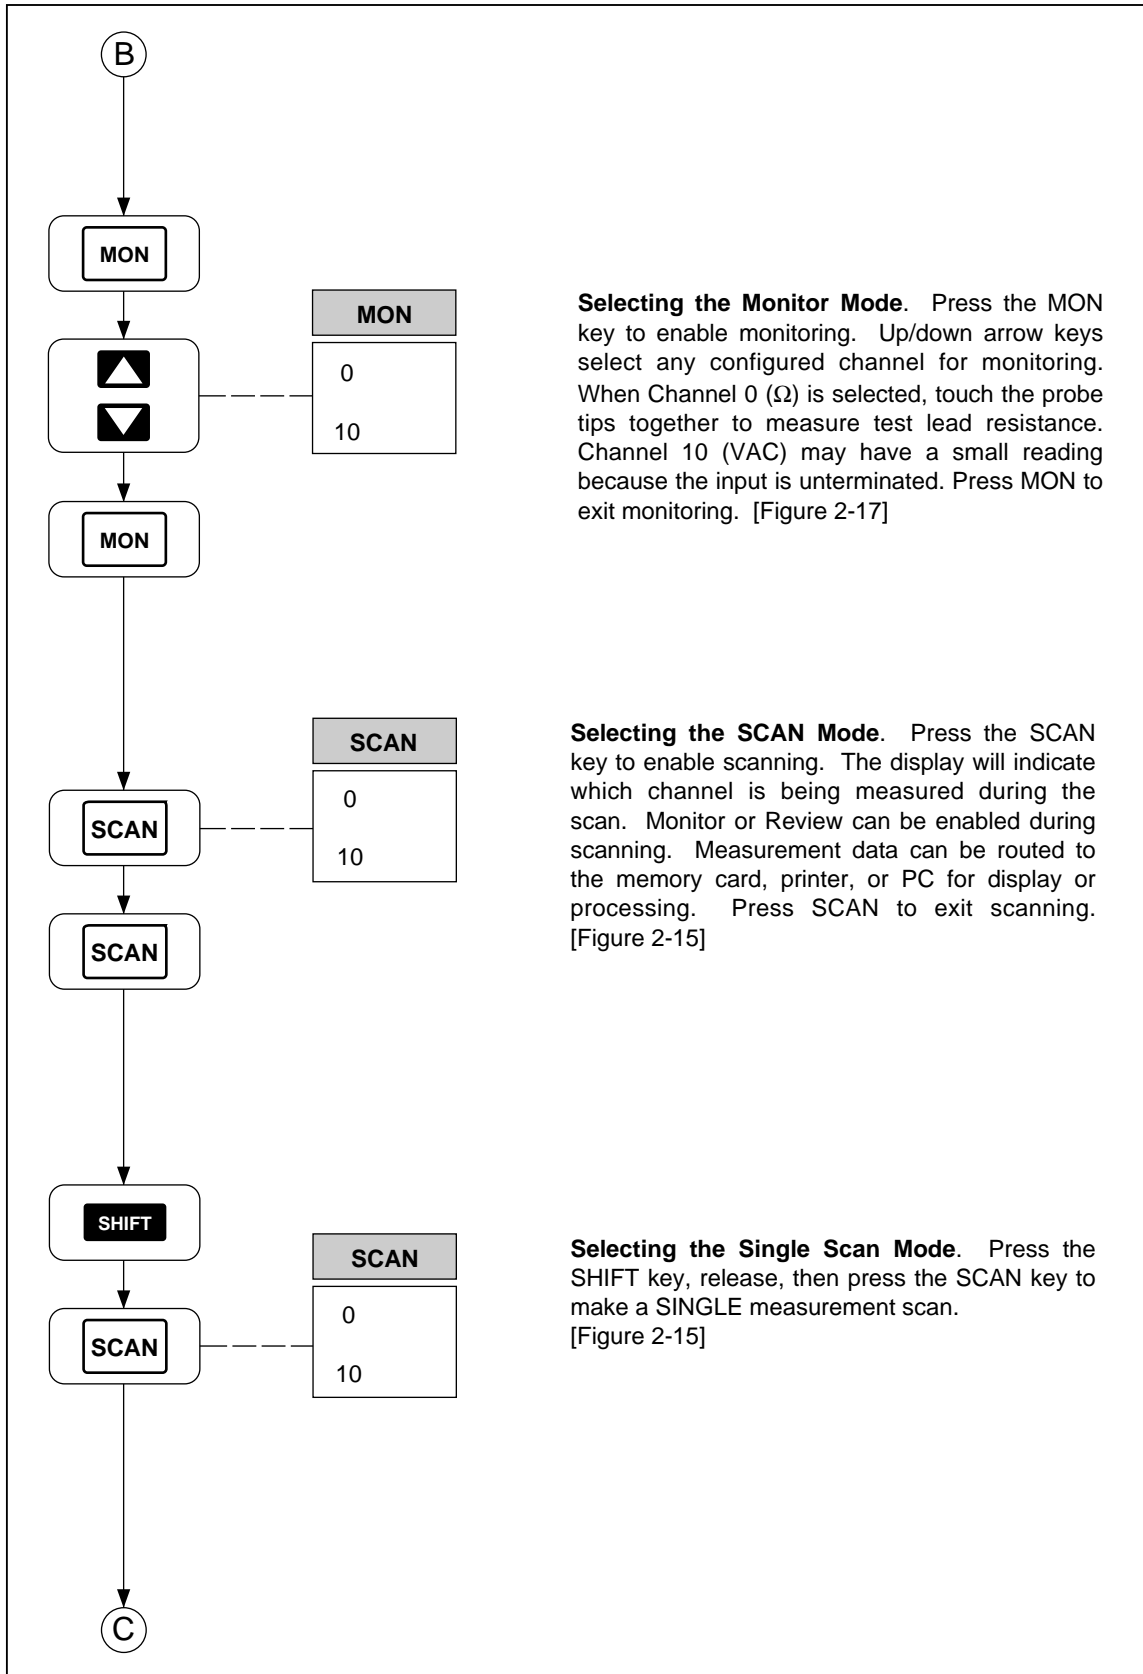 B
MON
MON
0
10
MON
Selecting the Monitor Mode. Press the MON
key to enable monitoring. Up/down arrow keys
select any configured channel for monitoring.
When Channel 0 (Ω) is selected, touch the probe
tips together to measure test lead resistance.
Channel 10 (VAC) may have a small reading
because the input is unterminated. Press MON to
exit monitoring. [Figure 2-17]
SCAN
SCAN
0
10
SCAN
Selecting the SCAN Mode. Press the SCAN
key to enable scanning. The display will indicate
which channel is being measured during the
scan. Monitor or Review can be enabled during
scanning. Measurement data can be routed to
the memory card, printer, or PC for display or
processing. Press SCAN to exit scanning.
[Figure 2-15]
SHIFT
SCAN
SCAN
0
10
Selecting the Single Scan Mode. Press the
SHIFT key, release, then press the SCAN key to
make a SINGLE measurement scan.
[Figure 2-15]
C